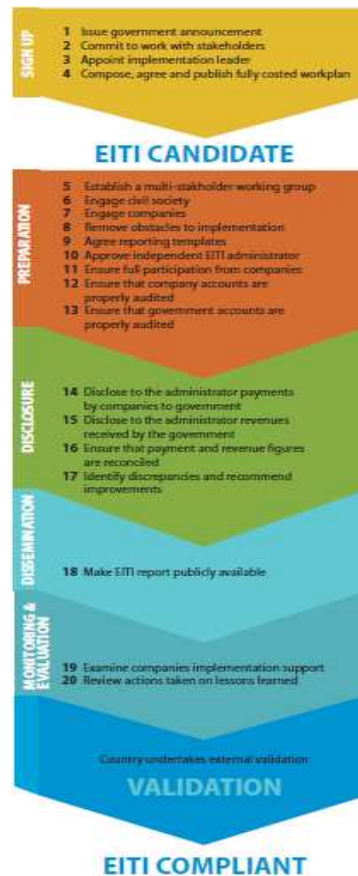 SIGN UP
1 Issue government announcement
2 Commit to work with stakeholders
3 Appoint implementation leader
4 Compose, agree and publish fully costed workplan
EITI CANDIDATE
PREPARATION
5 Establish a multi-stakholder working group
6 Engage civil society
7 Engage companies
8 Remove obstacles to implementation
9 Agree reporting templates
10 Approve independent EITI administrator
11 Ensure full participation from companies
12 Ensure that company accounts are
properly audited
13 Ensure that government accounts are
properly audited
DISCLOSURE
14 Disclose to the administrator payments
by companies to government
15 Disclose to the administrator revenues
received by the government
16 Ensure that payment and revenue figures
are reconciled
17 Identify discrepancies and recommend
improvements
DISSEMINATION
18 Make EITI report publicly available
MONITORING &
EVALUATION
19 Examine companies implementation support
20 Review actions taken on lessons learned
Country undertakes external validation
VALIDATION
EITI COMPLIANT